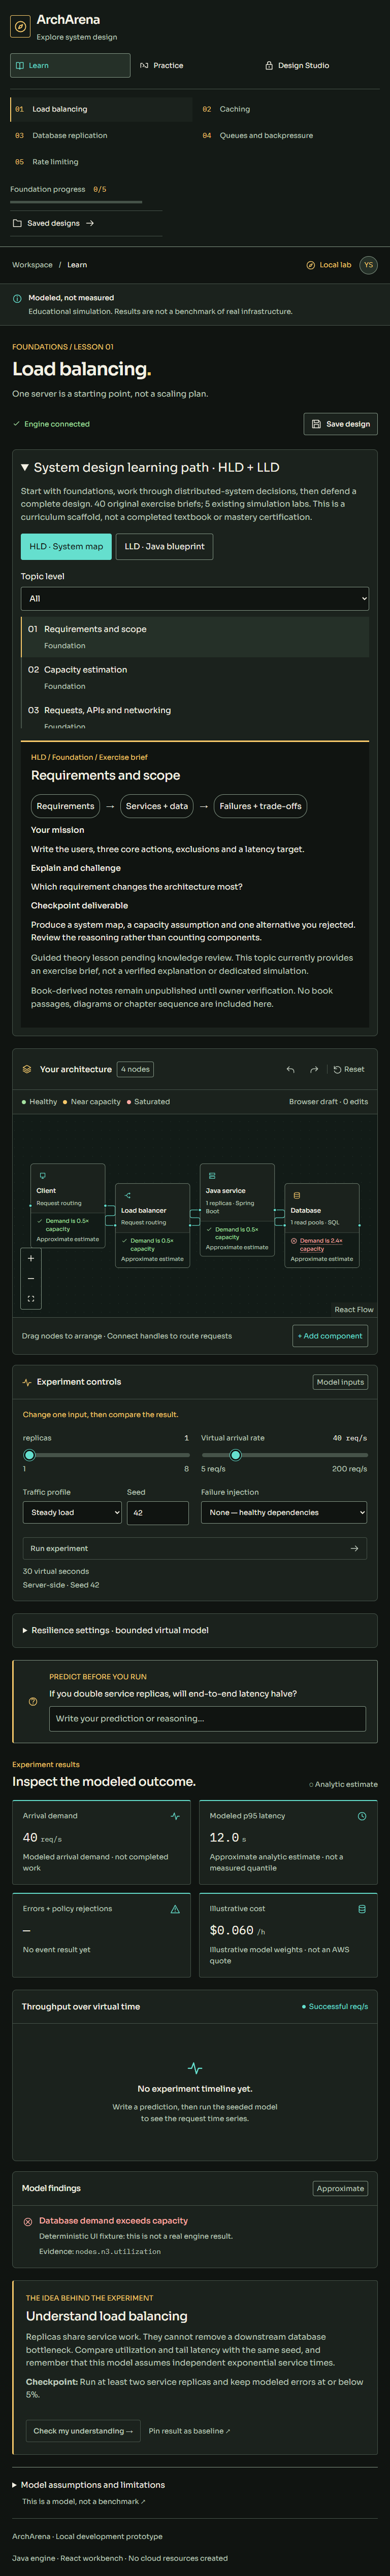 ArchArena
Explore system design
Learn
Practice
Design Studio
01 Load balancing
02 Caching
03 Database replication
04 Queues and backpressure
05 Rate limiting
Foundation progress 0/5
Saved designs →
Workspace / Learn
Local lab
YS
Modeled, not measured
Educational simulation. Results are not a benchmark of real infrastructure.
FOUNDATIONS / LESSON 01
Load balancing.
One server is a starting point, not a scaling plan.
Engine connected
Save design
▼ System design learning path · HLD + LLD
Start with foundations, work through distributed-system decisions, then defend a
complete design. 40 original exercise briefs; 5 existing simulation labs. This is a
curriculum scaffold, not a completed textbook or mastery certification.
HLD · System map
LLD · Java blueprint
Topic level
All
01 Requirements and scope
Foundation
02 Capacity estimation
Foundation
03 Requests, APIs and networking
Foundation
HLD / Foundation / Exercise brief
Requirements and scope
Requirements → Services + data → Failures + trade-offs
Your mission
Write the users, three core actions, exclusions and a latency target.
Explain and challenge
Which requirement changes the architecture most?
Checkpoint deliverable
Produce a system map, a capacity assumption and one alternative you rejected.
Review the reasoning rather than counting components.
Guided theory lesson pending knowledge review. This topic currently provides
an exercise brief, not a verified explanation or dedicated simulation.
Book-derived notes remain unpublished until owner verification. No book
passages, diagrams or chapter sequence are included here.
Your architecture 4 nodes
Reset
Healthy Near capacity Saturated
Browser draft · 0 edits
Client
Request routing
Demand is 0.5×
capacity
Approximate estimate
Load balancer
Request routing
Demand is 0.5×
capacity
Approximate estimate
Java service
1 replicas · Spring
Boot
Demand is 0.5×
capacity
Approximate estimate
Database
1 read pools · SQL
Demand is 2.4×
capacity
Approximate estimate
React Flow
Drag nodes to arrange · Connect handles to route requests
+ Add component
Experiment controls
Model inputs
Change one input, then compare the result.
replicas 1
1 8
Virtual arrival rate 40 req/s
5 req/s 200 req/s
Traffic profile
Steady load
Seed
42
Failure injection
None — healthy dependencies
Run experiment →
30 virtual seconds
Server-side · Seed 42
▶ Resilience settings · bounded virtual model
PREDICT BEFORE YOU RUN
If you double service replicas, will end-to-end latency halve?
Write your prediction or reasoning...
Experiment results
Inspect the modeled outcome.
Analytic estimate
Arrival demand
40 req/s
Modeled arrival demand · not completed
work
Modeled p95 latency
12.0 s
Approximate analytic estimate · not a
measured quantile
Errors + policy rejections
—
No event result yet
Illustrative cost
$0.060 /h
Illustrative model weights · not an AWS
quote
Throughput over virtual time
Successful req/s
No experiment timeline yet.
Write a prediction, then run the seeded model
to see the request time series.
Model findings
Approximate
Database demand exceeds capacity
Deterministic UI fixture: this is not a real engine result.
Evidence: nodes.n3.utilization
THE IDEA BEHIND THE EXPERIMENT
Understand load balancing
Replicas share service work. They cannot remove a downstream database
bottleneck. Compare utilization and tail latency with the same seed, and
remember that this model assumes independent exponential service times.
Checkpoint: Run at least two service replicas and keep modeled errors at or below
5%.
Check my understanding →
Pin result as baseline ↗
▶ Model assumptions and limitations
This is a model, not a benchmark ↗
ArchArena · Local development prototype
Java engine · React workbench · No cloud resources created